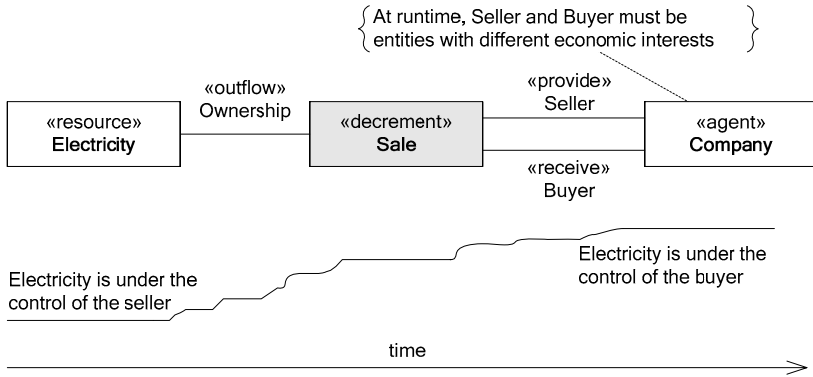 At runtime, Seller and Buyer must be
entities with different economic interests
«outflow»
Ownership
«provide»
Seller
«resource»
Electricity
«decrement»
Sale
«agent»
Company
«receive»
Buyer
Electricity is under the
control of the seller
Electricity is under the
control of the buyer
time